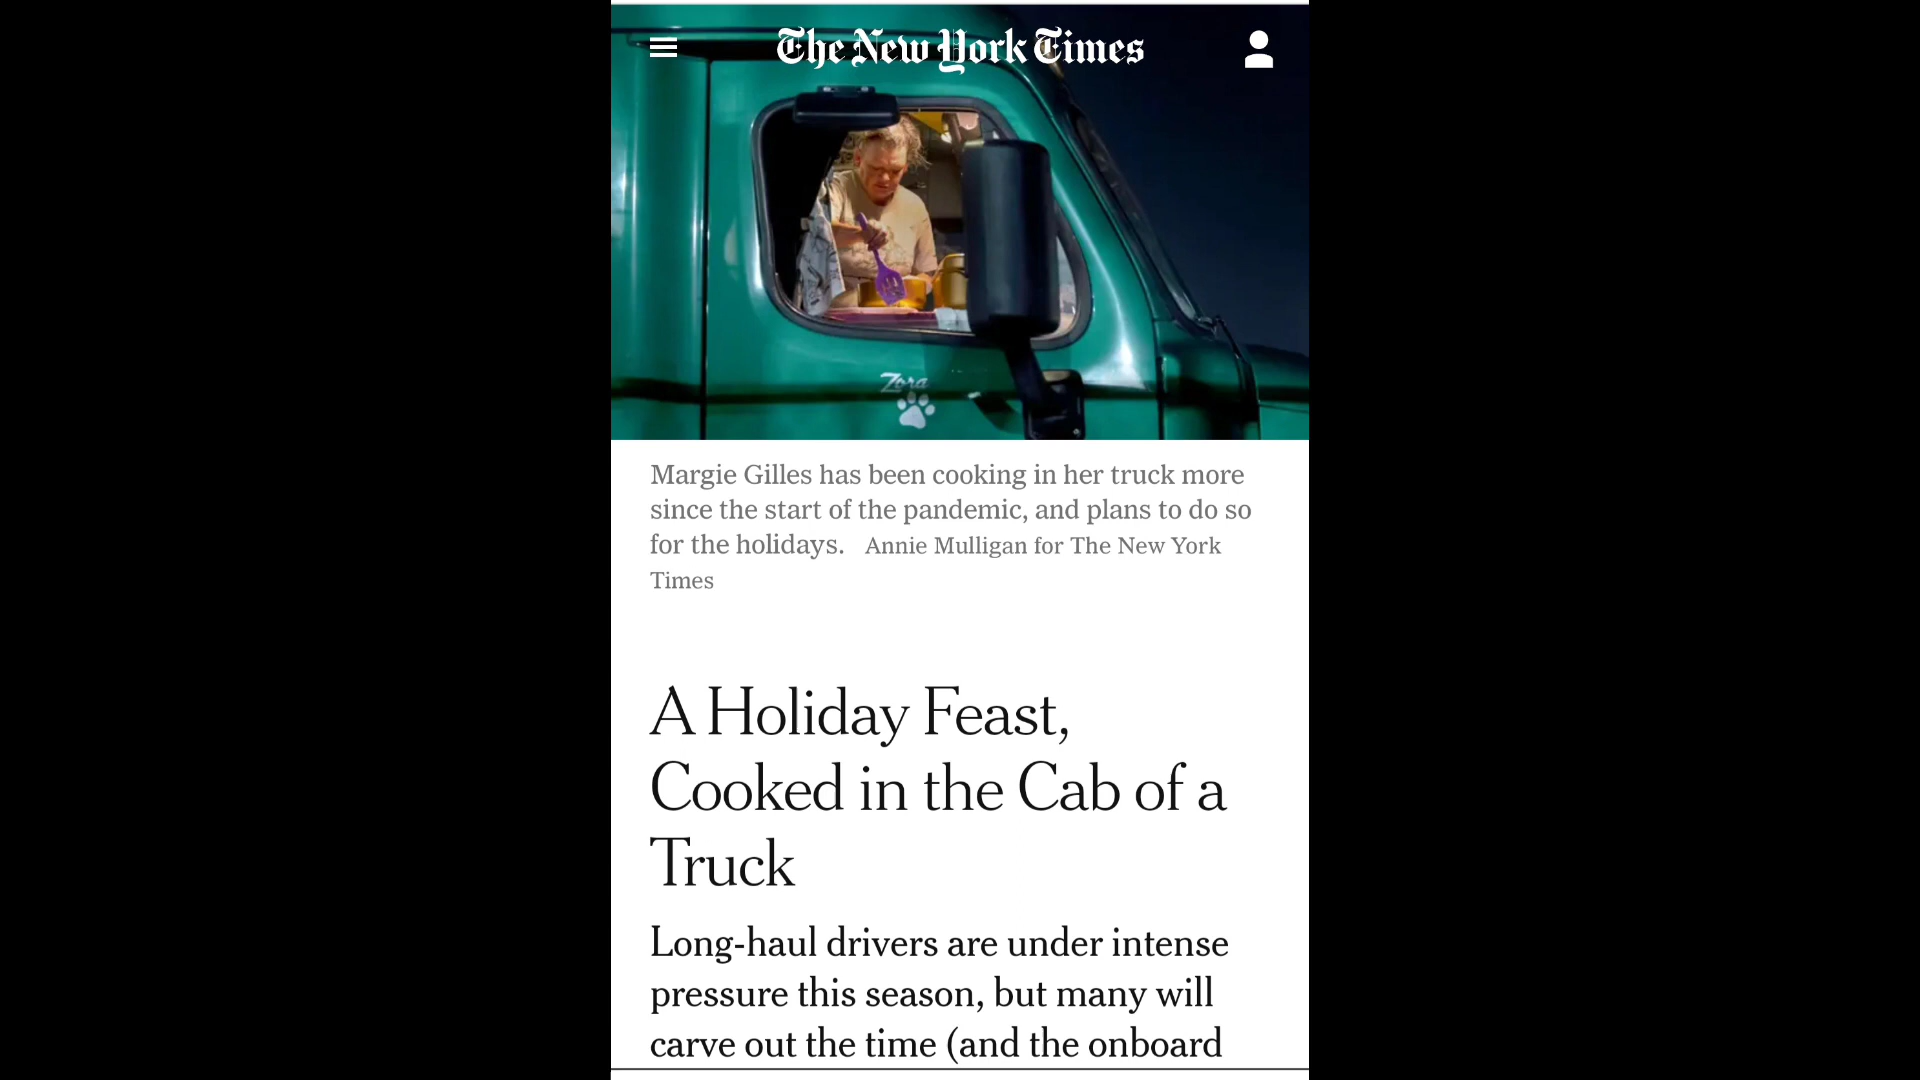 The New York Times
Zora
Margie Gilles has been cooking in her truck more
since the start of the pandemic, and plans to do so
for the holidays. Annie Mulligan for The New York
Times
A Holiday Feast,
Cooked in the Cab of a
Truck
Long-haul drivers are under intense
pressure this season, but many will
carve out the time (and the onboard